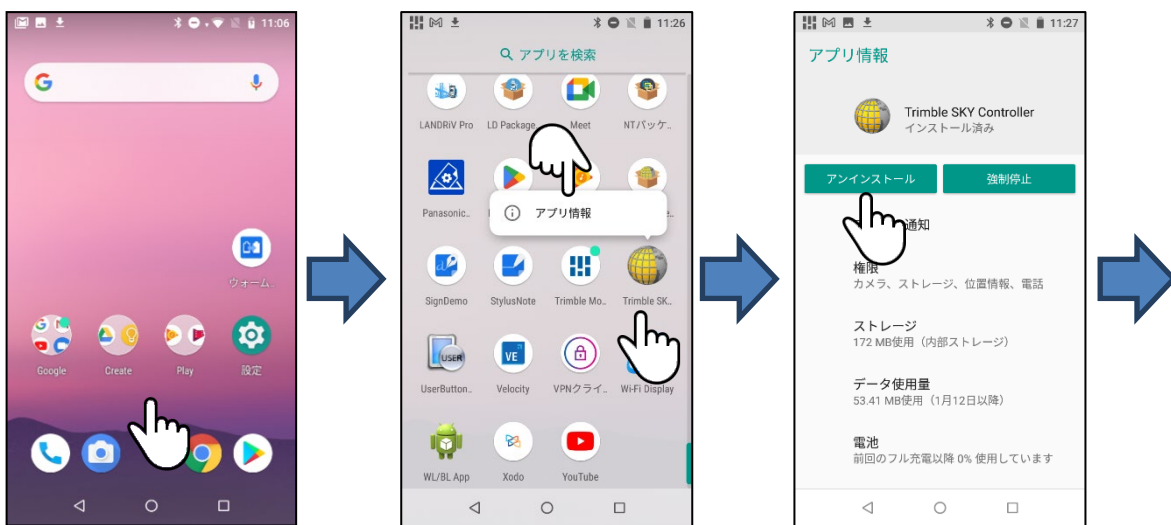 11:06
ウォーム..
Google
Create
Play
設定
11:26
アプリを検索
LANDRiV Pro
LD Package
Meet
NTパッケ..
Panasonic..
アプリ情報
SignDemo
StylusNote
Trimble Mo..
Trimble SK..
USER
VE
UserButton..
Velocity
VPNクライ..
Wi-Fi Display
WL/BL App
Xodo
YouTube
11:27
アプリ情報
Trimble SKY Controller
インストール済み
アンインストール
強制停止
通知
権限
カメラ、ストレージ、位置情報、電話
ストレージ
172 MB使用（内部ストレージ）
データ使用量
53.41 MB使用（1月12日以降）
電池
前回のフル充電以降 0% 使用しています